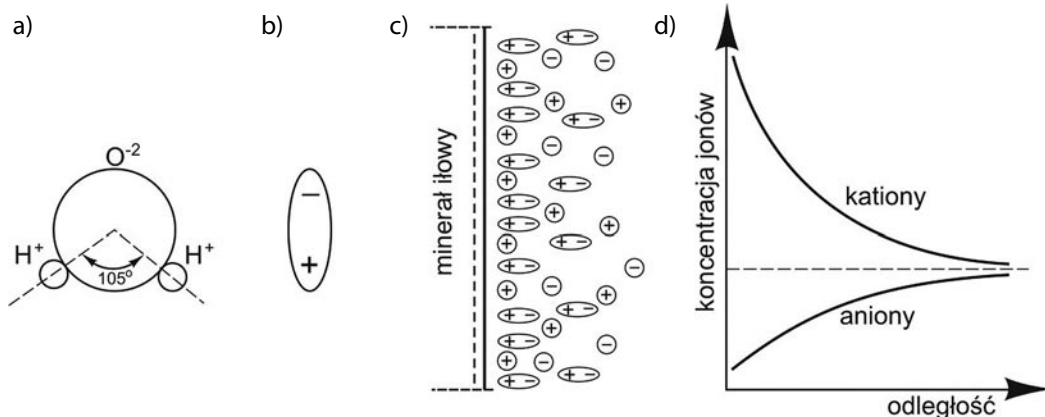 a)
b)
c)
d)
O⁻²
H⁺
H⁺
105°
−
+
minerał iłowy
koncentracja jonów
kationy
aniony
odległość